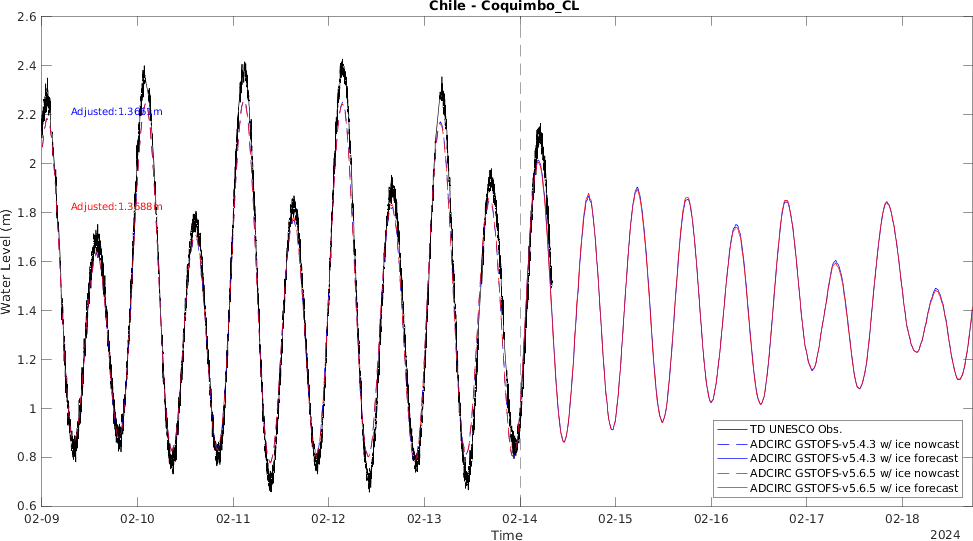 Chile - Coquimbo_CL
2.6
2.4
2.2
2
1.8
1.6
1.4
1.2
1
0.8
0.6
Water Level (m)
Adjusted:1.3661m
Adjusted:1.3688m
TD UNESCO Obs.
ADCIRC GSTOFS-v5.4.3 w/ ice nowcast
ADCIRC GSTOFS-v5.4.3 w/ ice forecast
ADCIRC GSTOFS-v5.6.5 w/ ice nowcast
ADCIRC GSTOFS-v5.6.5 w/ ice forecast
02-09 02-10 02-11 02-12 02-13 02-14 02-15 02-16 02-17 02-18
Time
2024